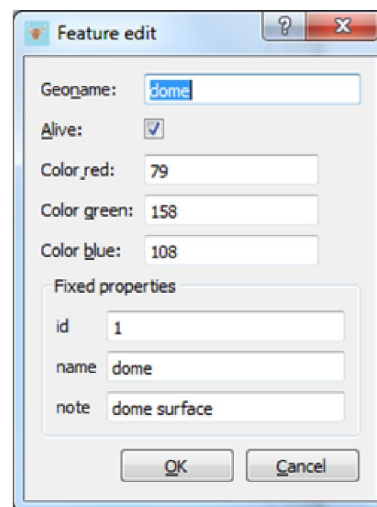 Feature edit
Geoname: dome
Alive:
Color red: 79
Color green: 158
Color blue: 108
Fixed properties
id 1
name dome
note dome surface
OK Cancel